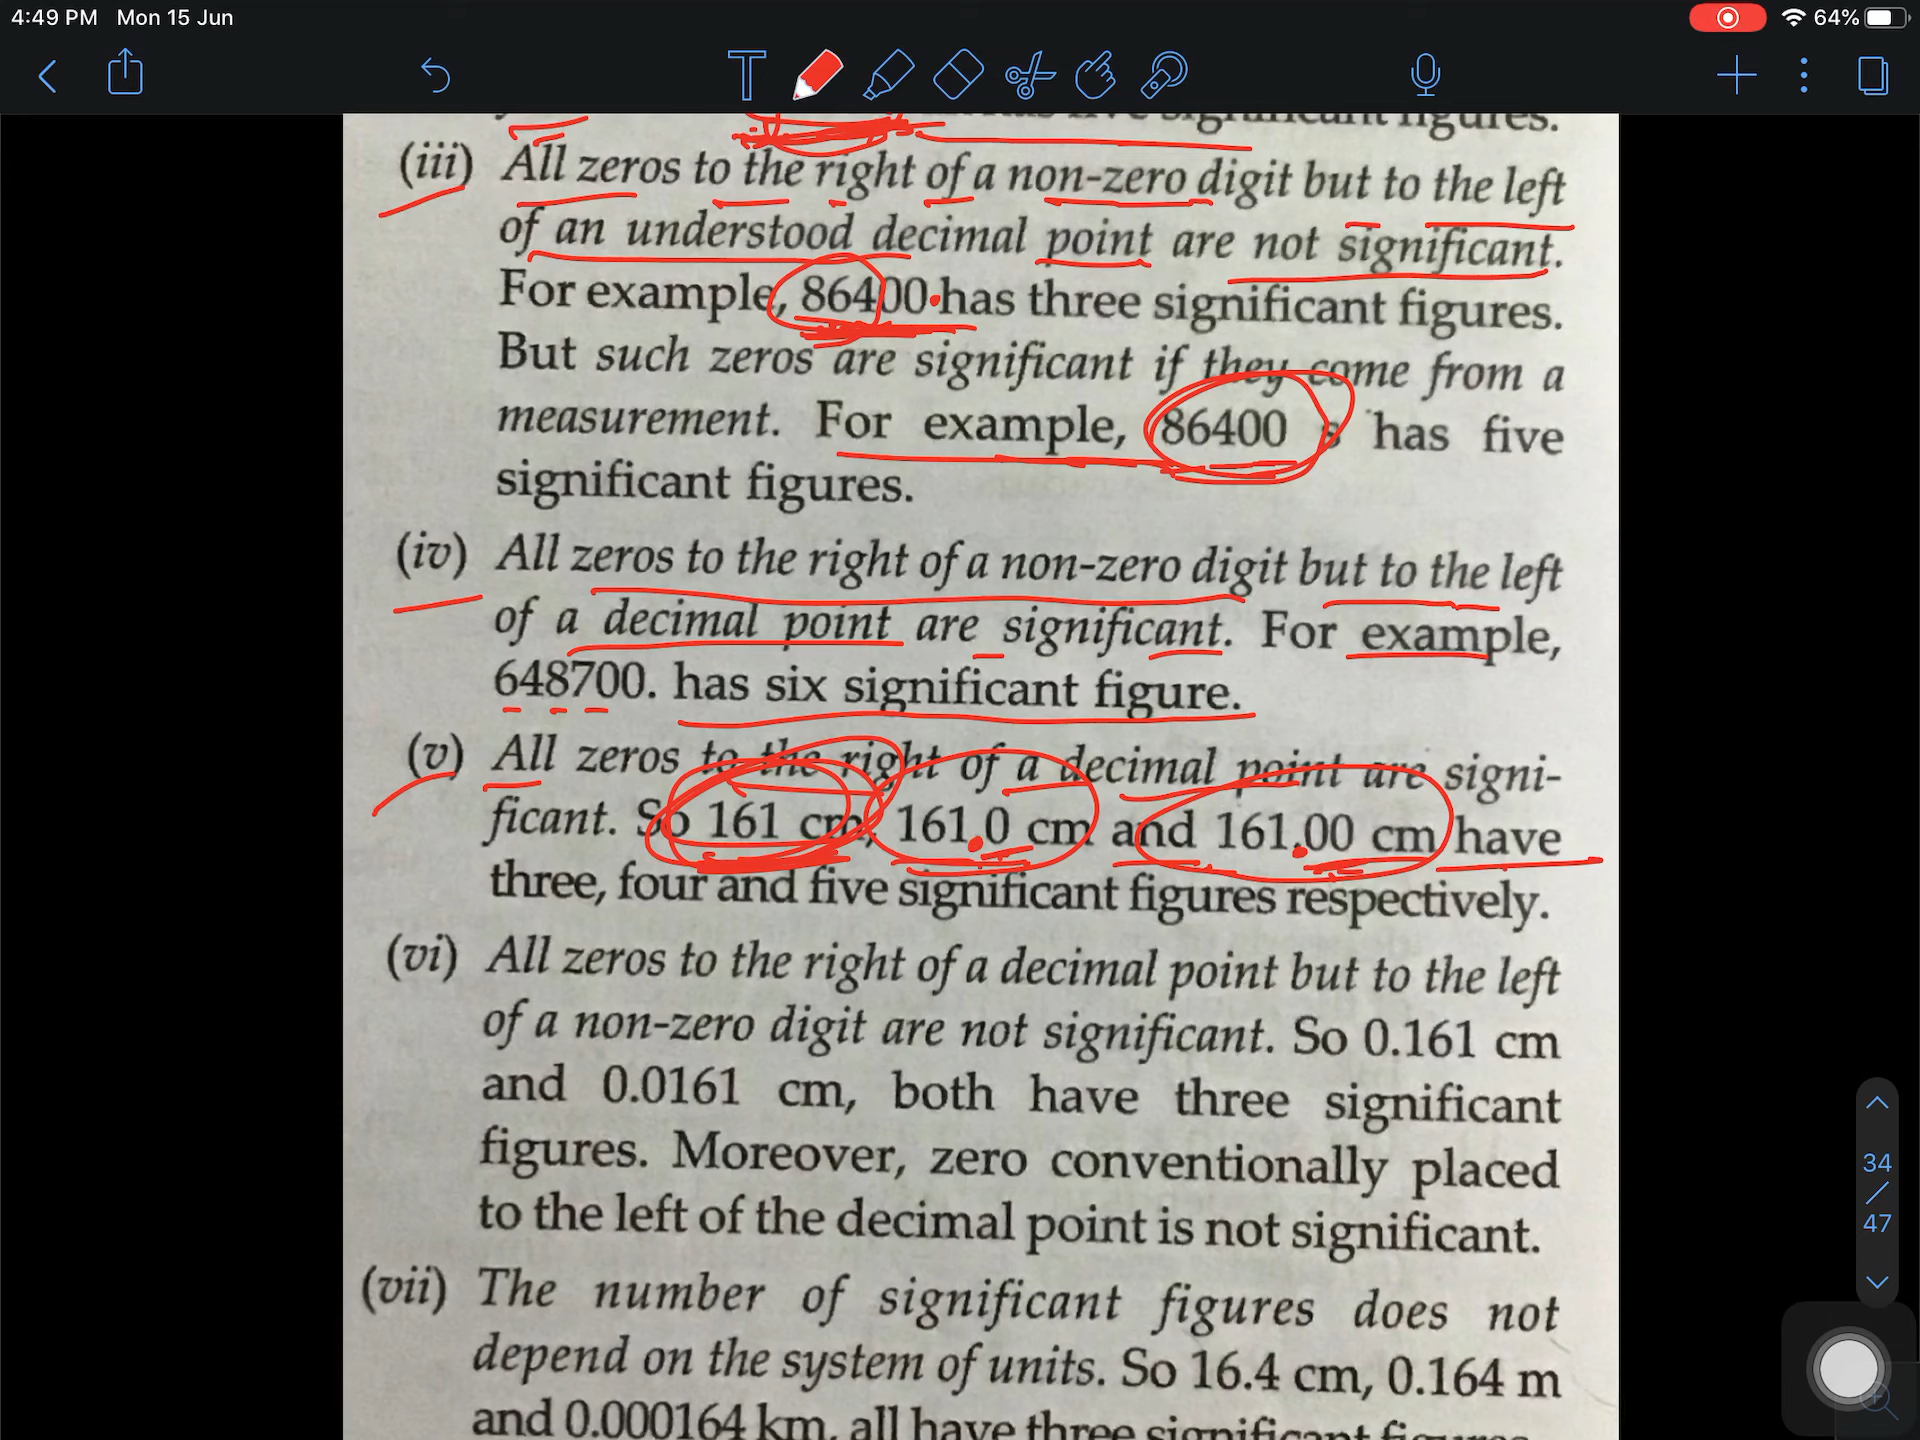 4:49 PM Mon 15 Jun
64%
T
significant figures.
(iii) All zeros to the right of a non-zero digit but to the left
of an understood decimal point are not significant.
For example, 86400 has three significant figures.
But such zeros are significant if they come from a
measurement. For example, 86400 s has five
significant figures.
(iv) All zeros to the right of a non-zero digit but to the left
of a decimal point are significant. For example,
648700. has six significant figure.
(v) All zeros to the right of a decimal point are signi-
ficant. So 161 cm, 161.0 cm and 161.00 cm have
three, four and five significant figures respectively.
(vi) All zeros to the right of a decimal point but to the left
of a non-zero digit are not significant. So 0.161 cm
and 0.0161 cm, both have three significant
figures. Moreover, zero conventionally placed
to the left of the decimal point is not significant.
(vii) The number of significant figures does not
depend on the system of units. So 16.4 cm, 0.164 m
and 0.000164 km, all have three significant
34
/
47